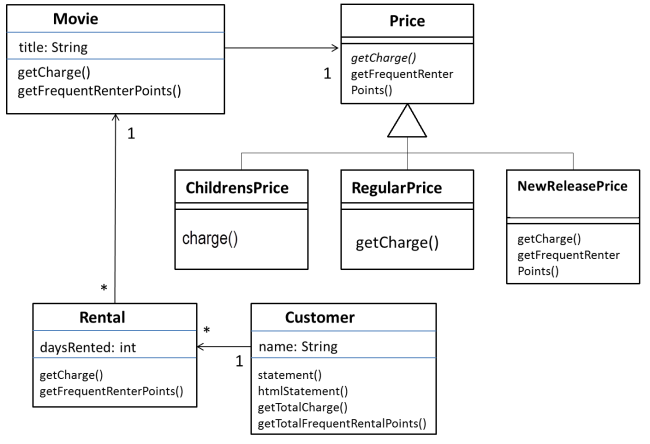 Movie
title: String
getCharge()
getFrequentRenterPoints()
Price
getCharge()
getFrequentRenter
Points()
1
1
ChildrensPrice
charge()
RegularPrice
getCharge()
NewReleasePrice
getCharge()
getFrequentRenter
Points()
*
Rental
daysRented: int
getCharge()
getFrequentRenterPoints()
*
1
Customer
name: String
statement()
htmlStatement()
getTotalCharge()
getTotalFrequentRentalPoints()